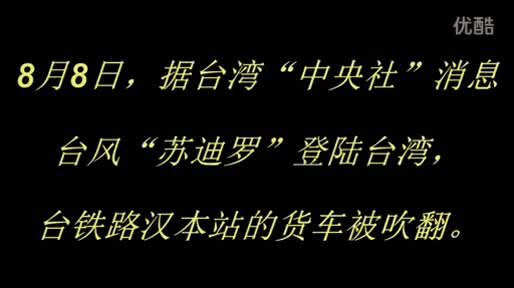 优酷
8月8日，据台湾“中央社”消息
台风“苏迪罗”登陆台湾，
台铁路汉本站的货车被吹翻。